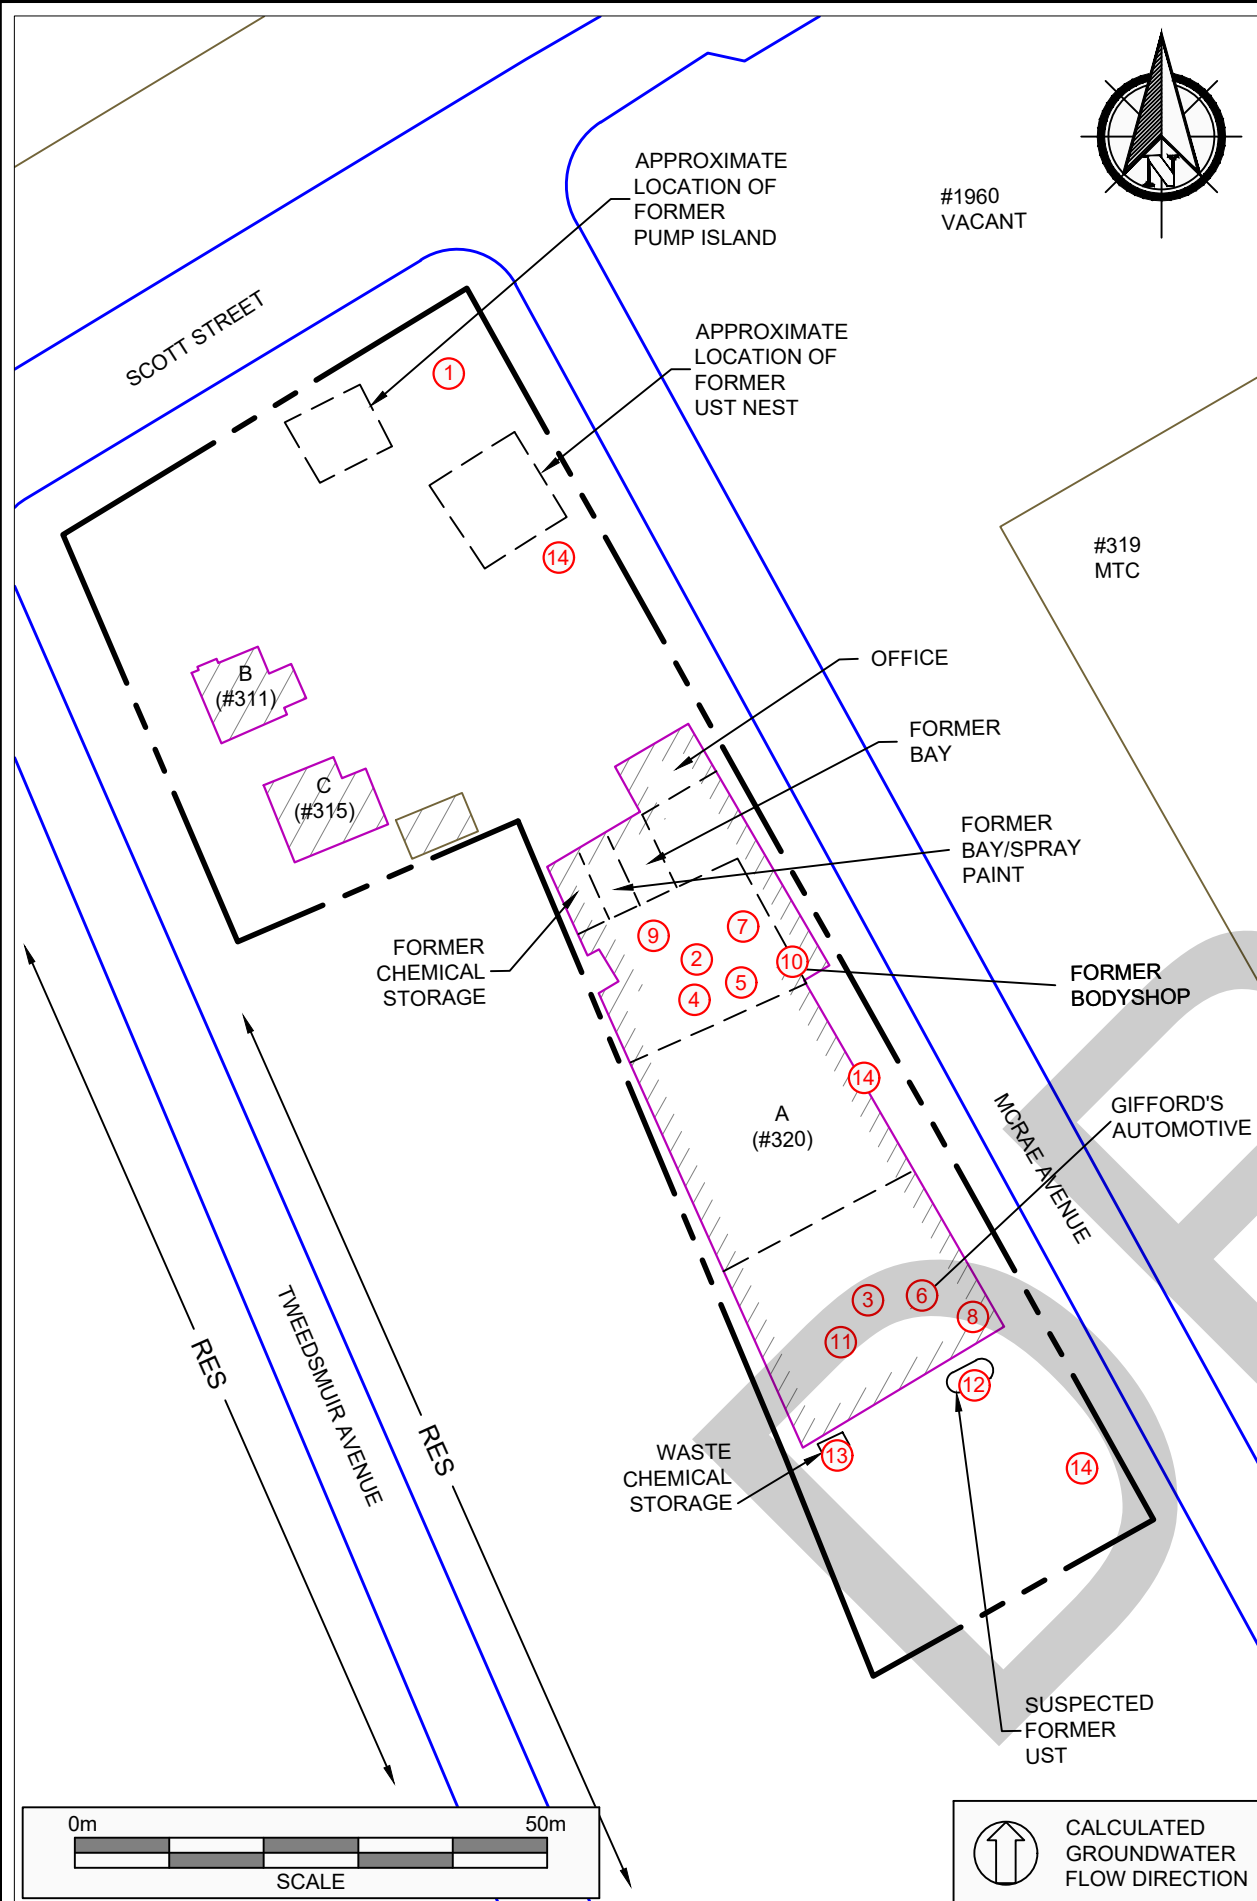 APPROXIMATE
LOCATION OF
FORMER
PUMP ISLAND
#1960
VACANT
N
SCOTT STREET
APPROXIMATE
LOCATION OF
FORMER
UST NEST
1
14
#319
MTC
B
(#311)
OFFICE
FORMER
BAY
C
(#315)
FORMER
BAY/SPRAY
PAINT
FORMER
CHEMICAL
STORAGE
9
7
2
10
5
4
FORMER
BODYSHOP
14
A
(#320)
MCRAE AVENUE
GIFFORD'S
AUTOMOTIVE
3
6
8
11
12
RES
TWEEDSMUIR AVENUE
RES
WASTE
CHEMICAL
STORAGE
13
14
SUSPECTED
FORMER
UST
0m
50m
SCALE
CALCULATED
GROUNDWATER
FLOW DIRECTION